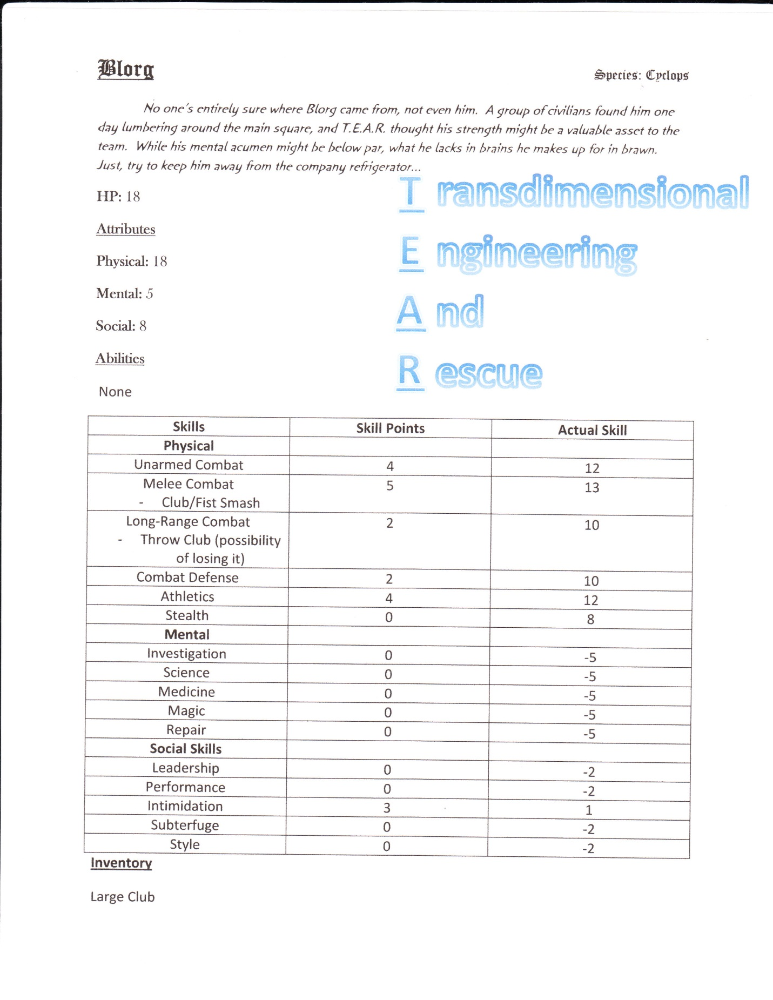 Blorg
Species: Cyclops
No one's entirely sure where Blorg came from, not even him. A group of civilians found him one
day lumbering around the main square, and T.E.A.R. thought his strength might be a valuable asset to the
team. While his mental acumen might be below par, what he lacks in brains he makes up for in brawn.
Just, try to keep him away from the company refrigerator...
HP: 18
Attributes
Physical: 18
Mental: 5
Social: 8
Abilities
None
T ransdimensional
E ngineering
A nd
R escue
Skills Skill Points Actual Skill
Physical
Unarmed Combat 4 12
Melee Combat 5 13
- Club/Fist Smash
Long-Range Combat 2 10
- Throw Club (possibility
of losing it)
Combat Defense 2 10
Athletics 4 12
Stealth 0 8
Mental
Investigation 0 -5
Science 0 -5
Medicine 0 -5
Magic 0 -5
Repair 0 -5
Social Skills
Leadership 0 -2
Performance 0 -2
Intimidation 3 1
Subterfuge 0 -2
Style 0 -2
Inventory
Large Club